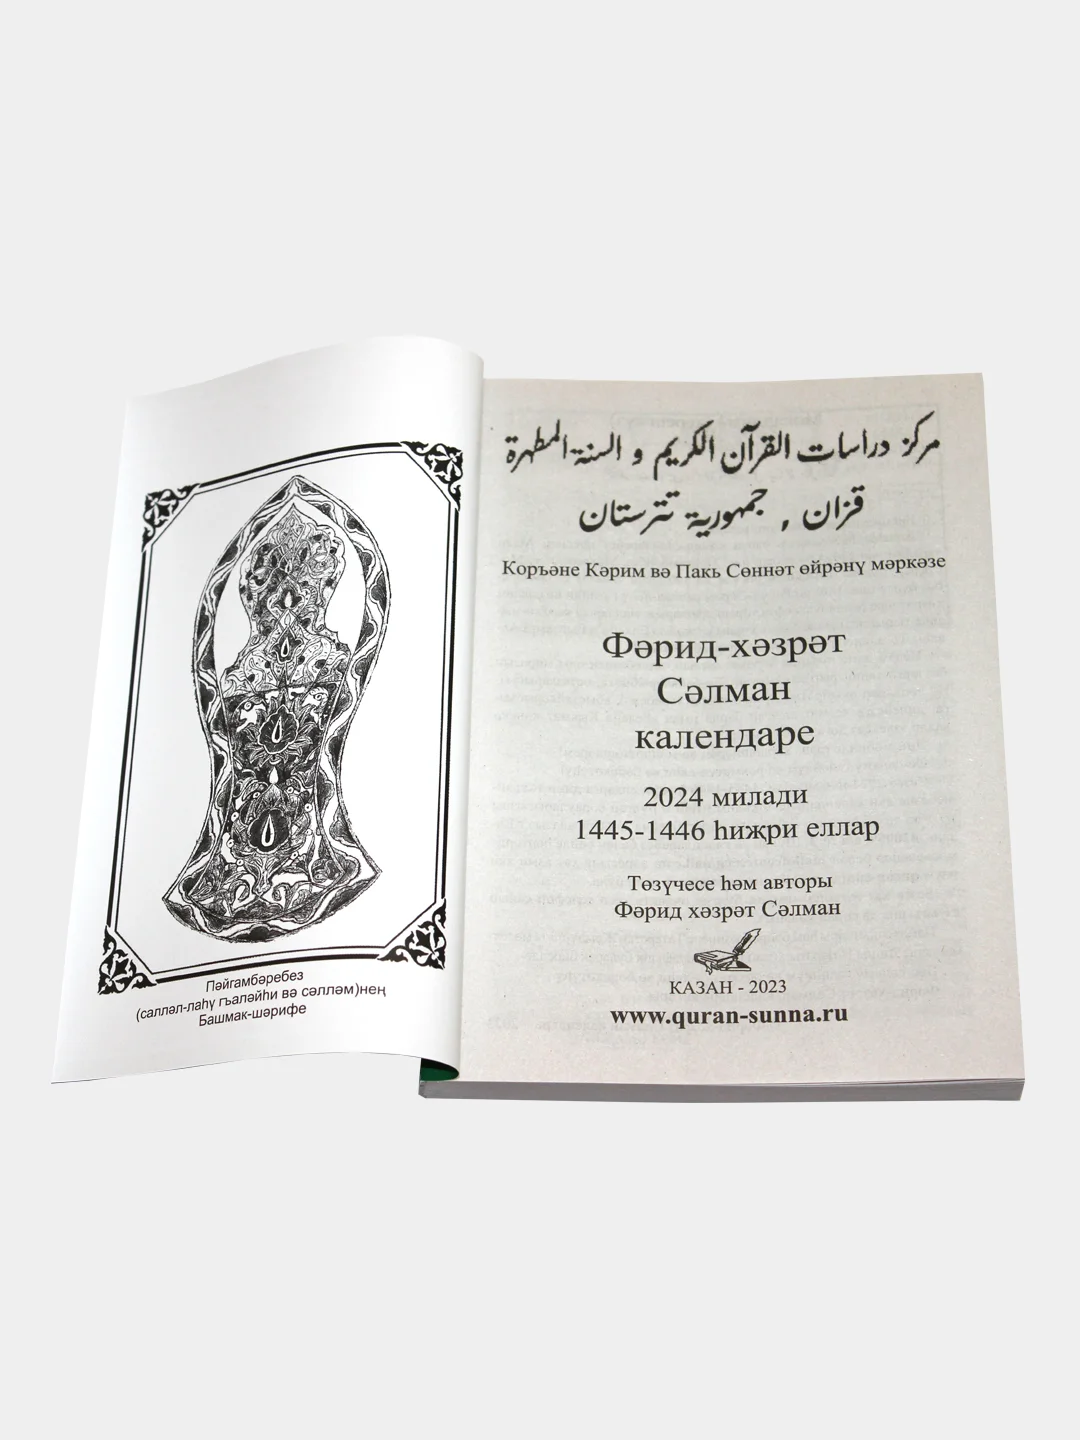 Пәйгамбәребез
(салләл-лаһү гъаләйһи вә сәлләм)нең
Башмак-шәрифе
مركز دراسات القرآن الكريم و السنة المطهرة
قزان , جمهورية تترستان
Коръәне Кәрим вә Пакь Сөннәт өйрәнү мәркәзе
Фәрид-хәзрәт
Сәлман
календаре
2024 милади
1445-1446 һиҗри еллар
Төзүчесе һәм авторы
Фәрид хәзрәт Сәлман
КАЗАН - 2023
www.quran-sunna.ru